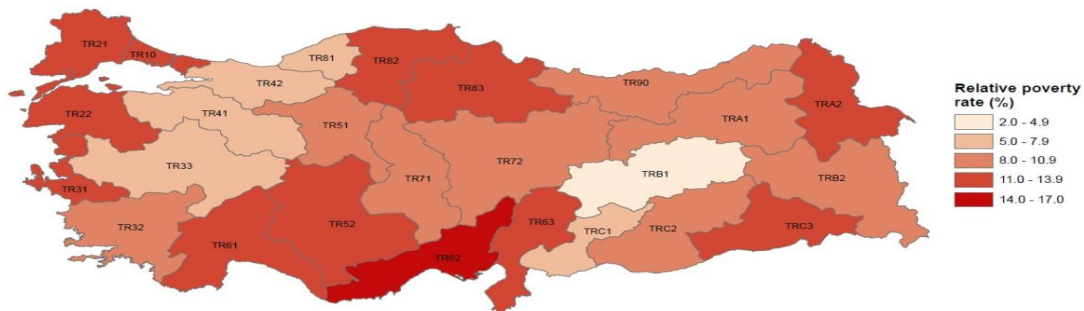 TR21
TR10
TR81
TR82
TR42
TR83
TR90
TR22
TR41
TR51
TRA1
TRA2
TR33
TR72
TR71
TRB1
TRB2
TR31
TR32
TR52
TR63
TR61
TR62
TRC1
TRC2
TRC3
Relative poverty
rate (%)
2.0 - 4.9
5.0 - 7.9
8.0 - 10.9
11.0 - 13.9
14.0 - 17.0